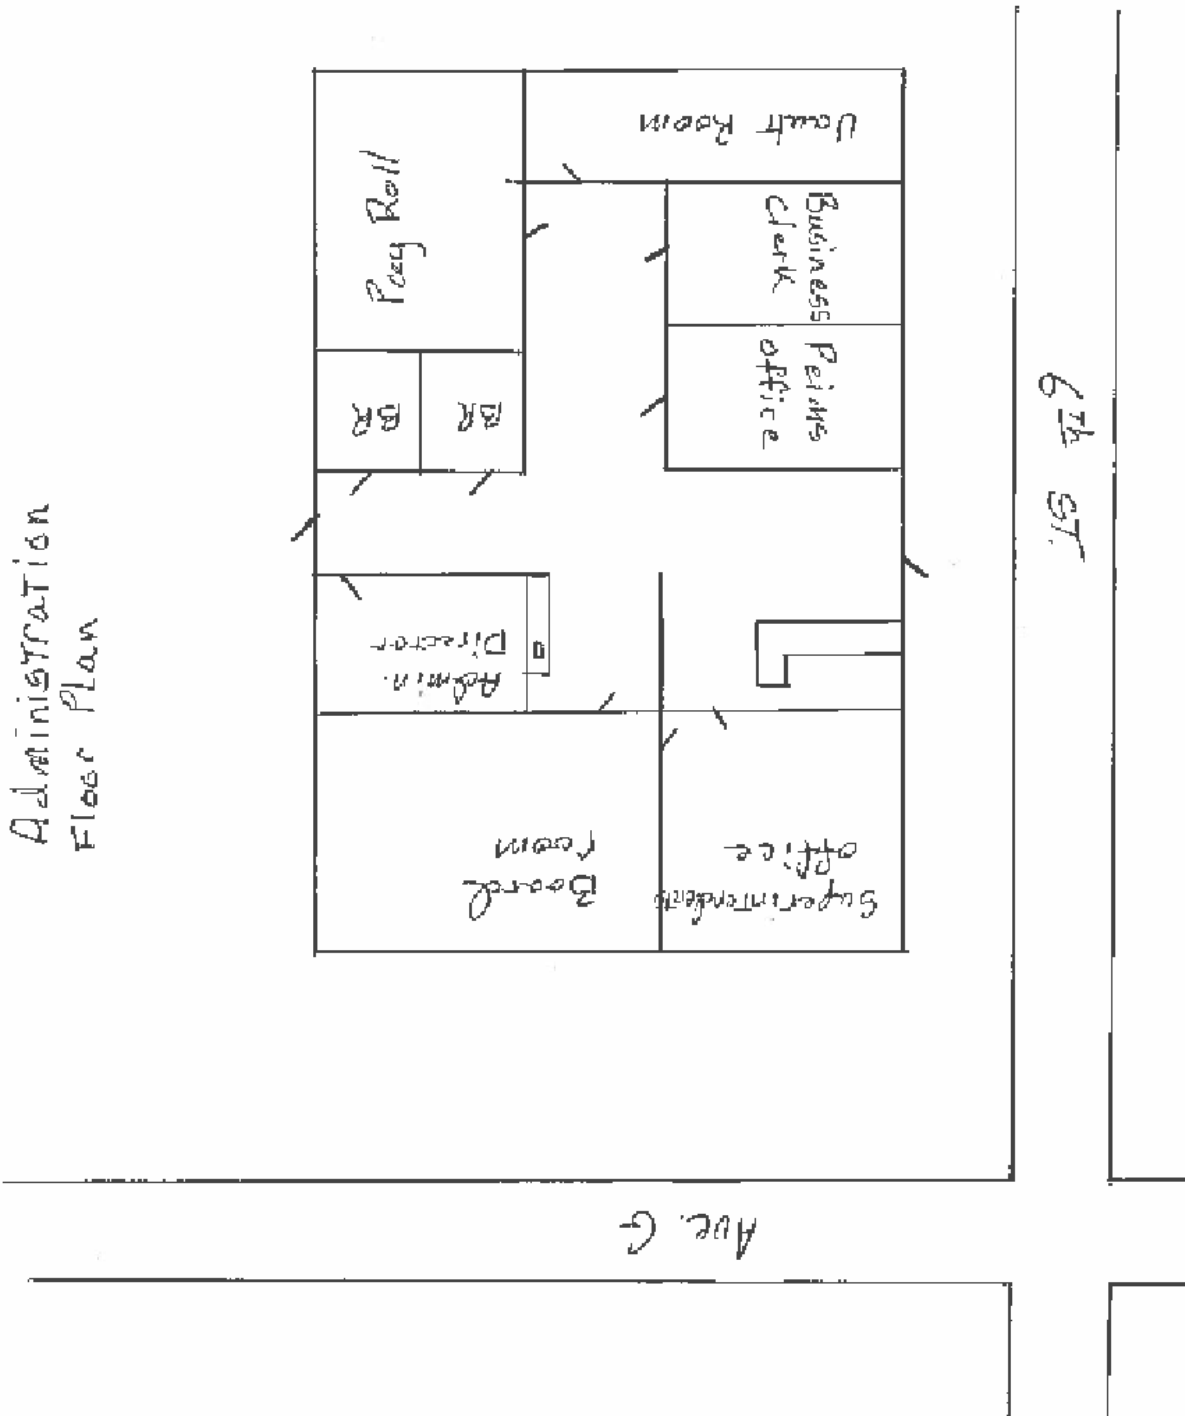 Administration
Floor Plan
Vault Room
Pay Roll
Business
Clerk
Peims
office
BR
BR
6th ST.
Admin.
Director
Board
room
Superintendents
office
Ave. G